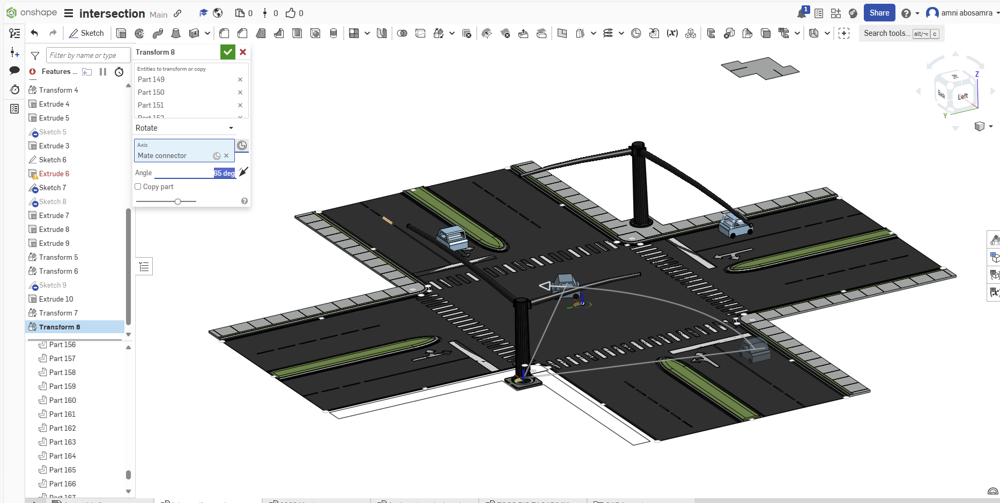 onshape intersection Main 0 0 0 1 Share amni abosamra
Sketch Search tools... alt/⌥ c
Filter by name or type
Features ...
Transform 4
Extrude 4
Extrude 5
Sketch 5
Extrude 3
Sketch 6
Extrude 6
Sketch 7
Sketch 8
Extrude 7
Extrude 8
Extrude 9
Transform 5
Transform 6
Sketch 9
Extrude 10
Transform 7
Transform 8
Part 156
Part 157
Part 158
Part 159
Part 160
Part 161
Part 162
Part 163
Part 164
Part 165
Part 166
Part 167
Transform 8
Entities to transform or copy
Part 149
Part 150
Part 151
Part 152
Rotate
Axis
Mate connector
Angle 65 deg
Copy part
Z
Back Left
Y